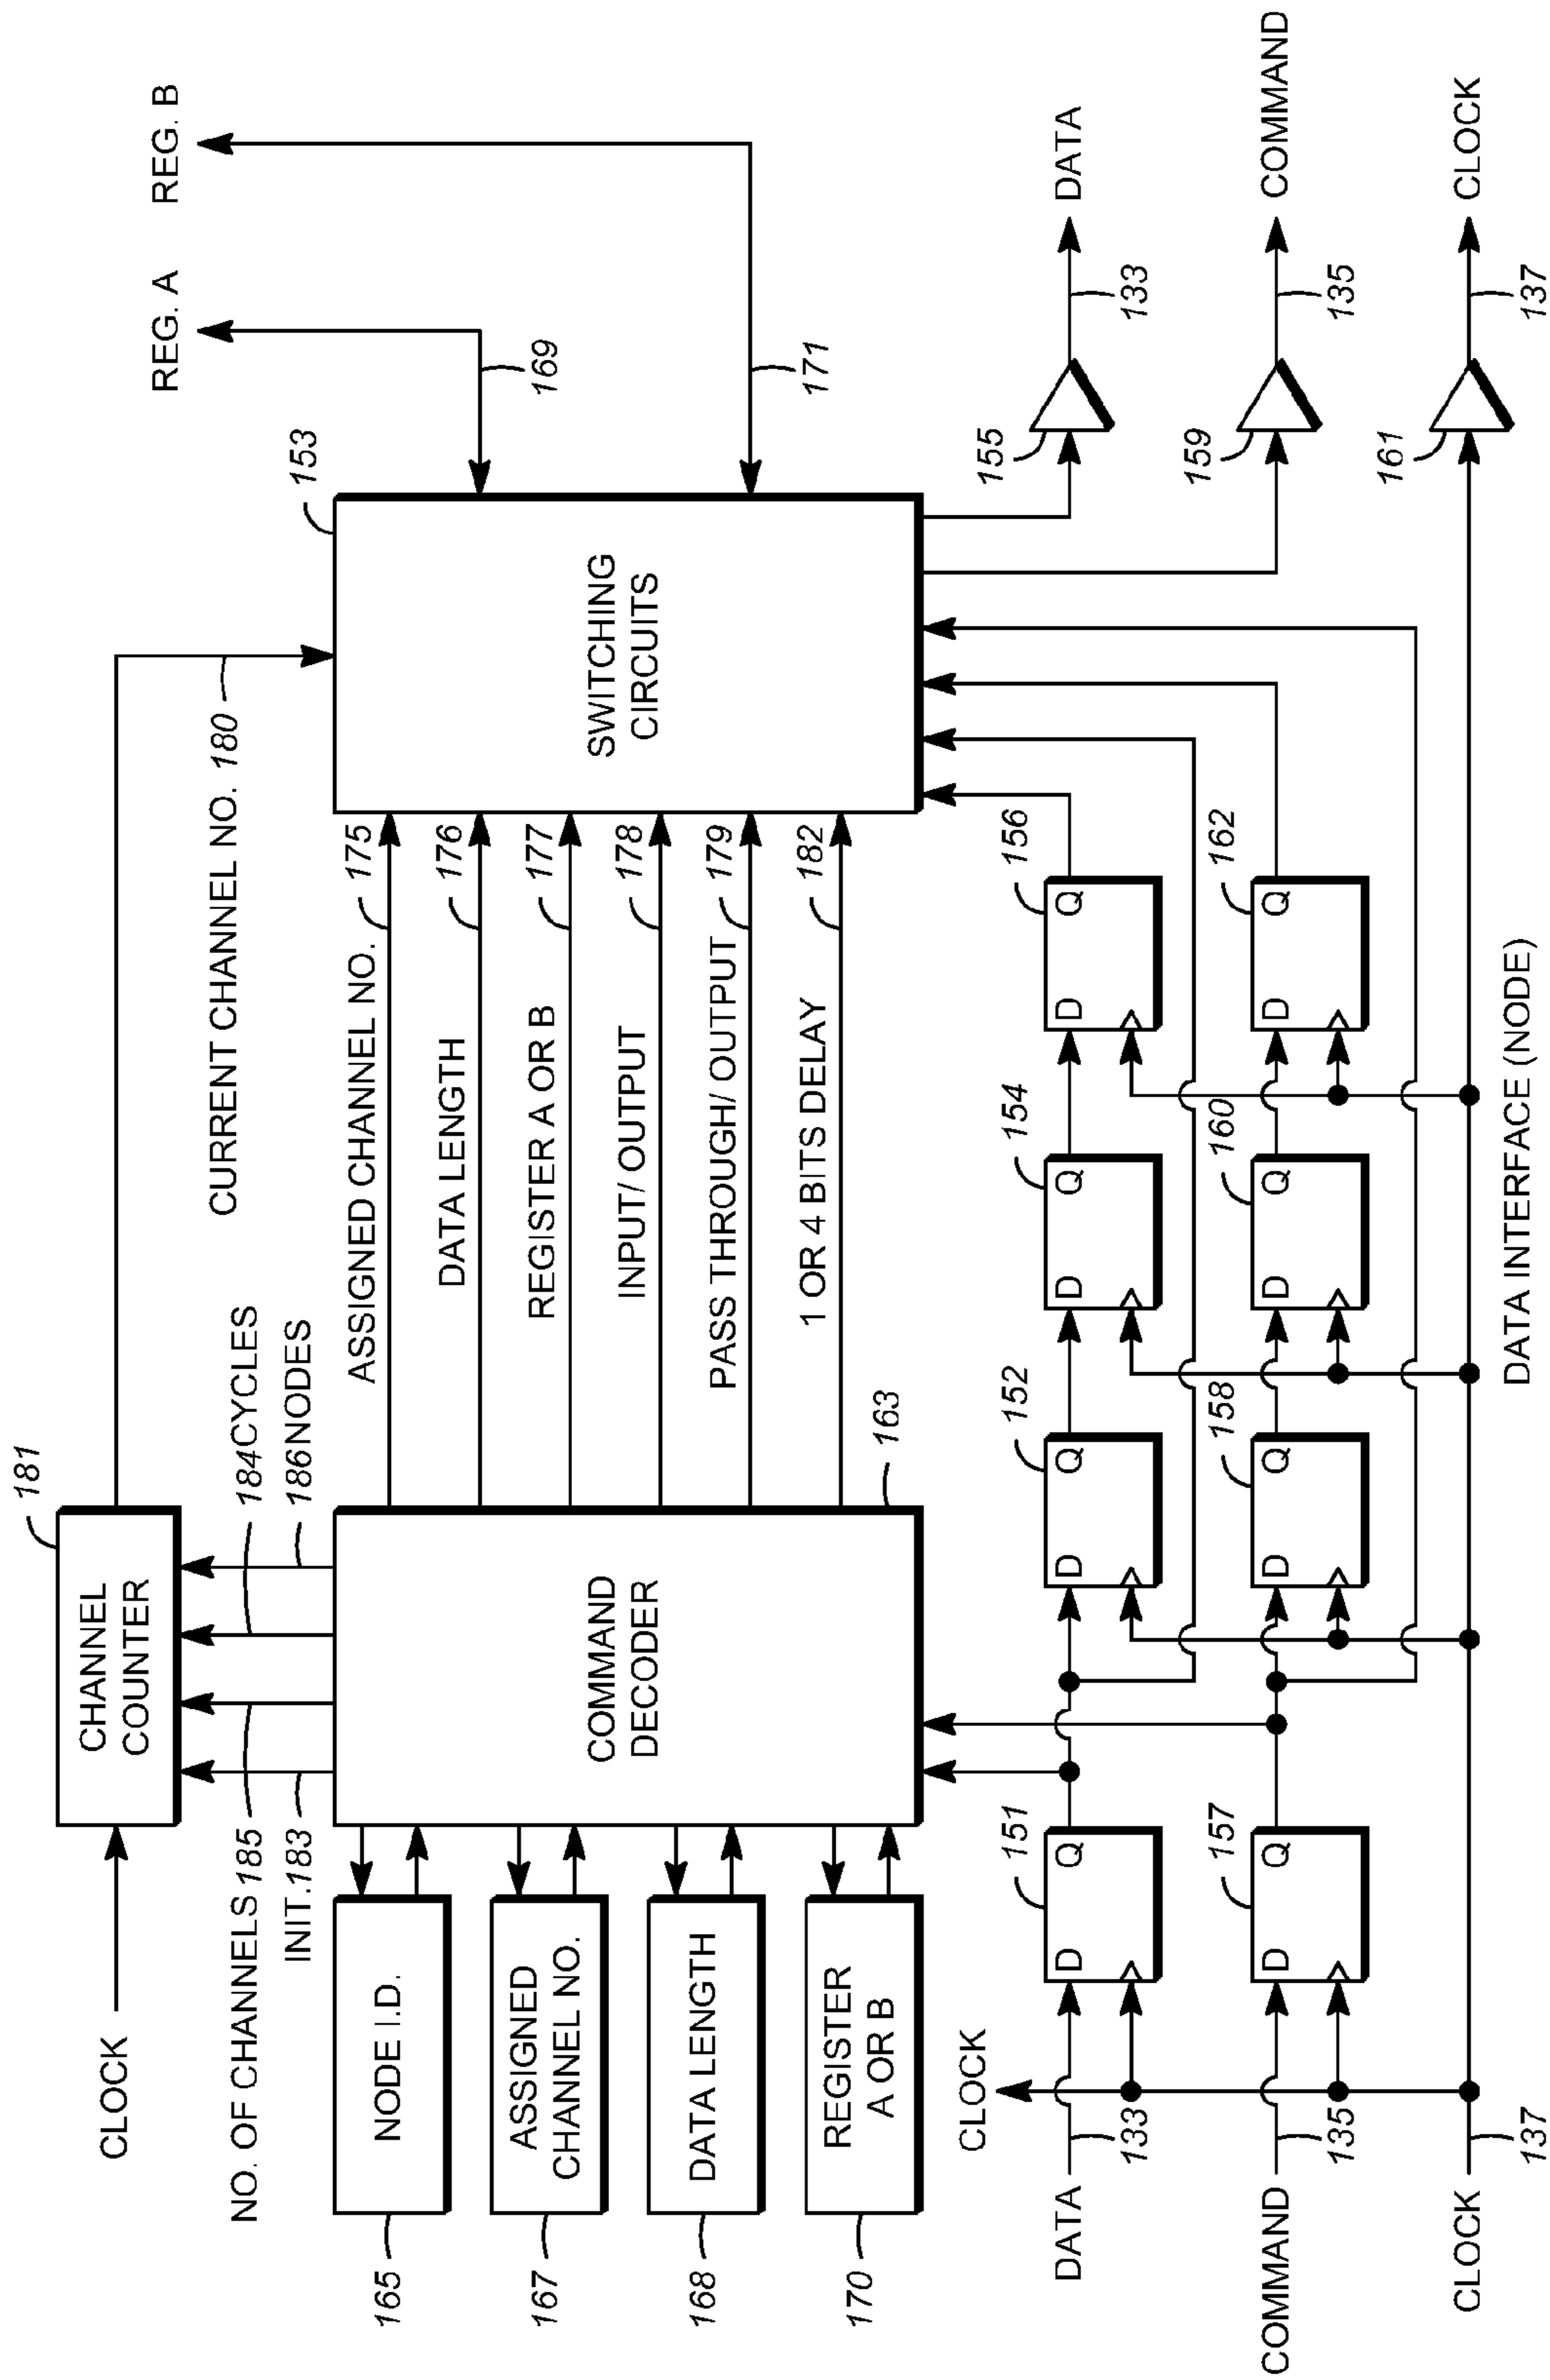 REG. A
REG. B
181
CHANNEL
COUNTER
CLOCK
CURRENT CHANNEL NO. 180
NO. OF CHANNELS 185
184 CYCLES
INIT. 183
186 NODES
153
165
NODE I.D.
167
ASSIGNED
CHANNEL NO.
168
DATA LENGTH
170
REGISTER
A OR B
COMMAND
DECODER
163
ASSIGNED CHANNEL NO.
175
DATA LENGTH
176
REGISTER A OR B
177
INPUT/ OUTPUT
178
PASS THROUGH/ OUTPUT
179
1 OR 4 BITS DELAY
182
SWITCHING
CIRCUITS
169
171
CLOCK
DATA
133
151
D
Q
152
D
Q
154
D
Q
156
D
Q
155
133
DATA
COMMAND
135
157
D
Q
158
D
Q
160
D
Q
162
D
Q
159
135
COMMAND
CLOCK
137
161
137
CLOCK
DATA INTERFACE (NODE)